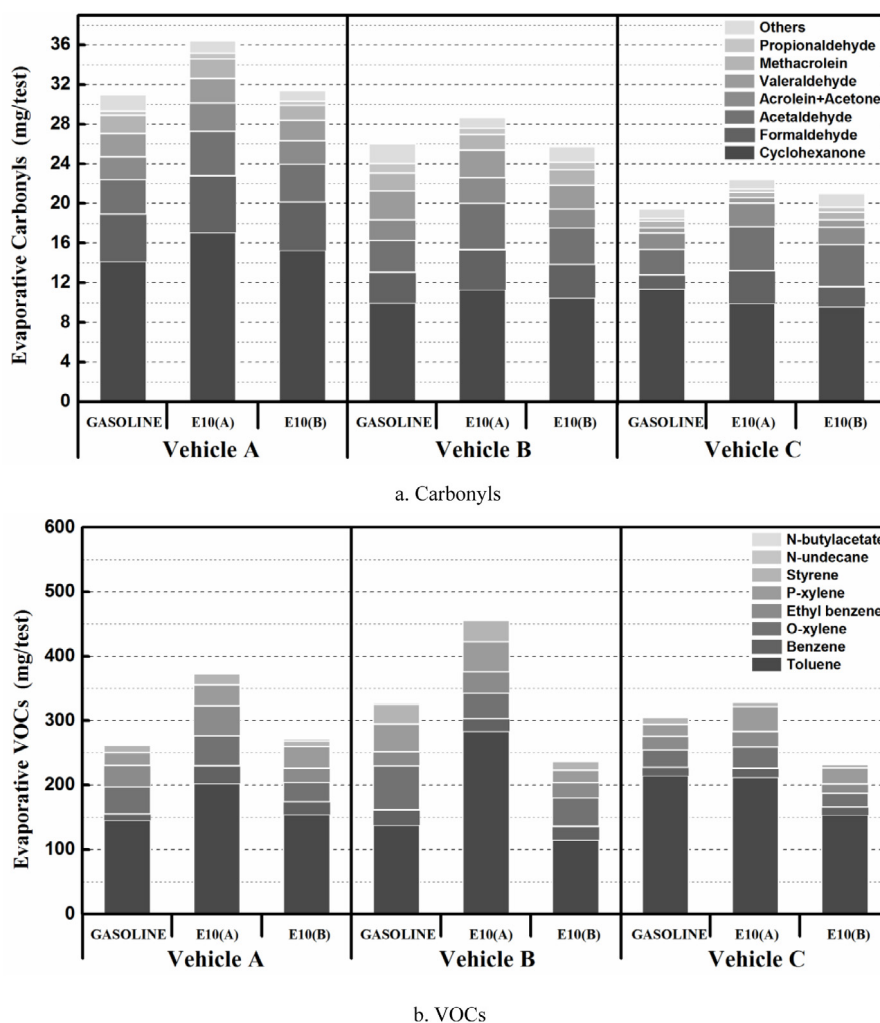 Evaporative Carbonyls (mg/test)
36
32
28
24
20
16
12
8
4
0
Others
Propionaldehyde
Methacrolein
Valeraldehyde
Acrolein+Acetone
Acetaldehyde
Formaldehyde
Cyclohexanone
GASOLINE E10(A) E10(B) GASOLINE E10(A) E10(B) GASOLINE E10(A) E10(B)
Vehicle A Vehicle B Vehicle C
a. Carbonyls
Evaporative VOCs (mg/test)
600
500
400
300
200
100
0
N-butylacetate
N-undecane
Styrene
P-xylene
Ethyl benzene
O-xylene
Benzene
Toluene
GASOLINE E10(A) E10(B) GASOLINE E10(A) E10(B) GASOLINE E10(A) E10(B)
Vehicle A Vehicle B Vehicle C
b. VOCs